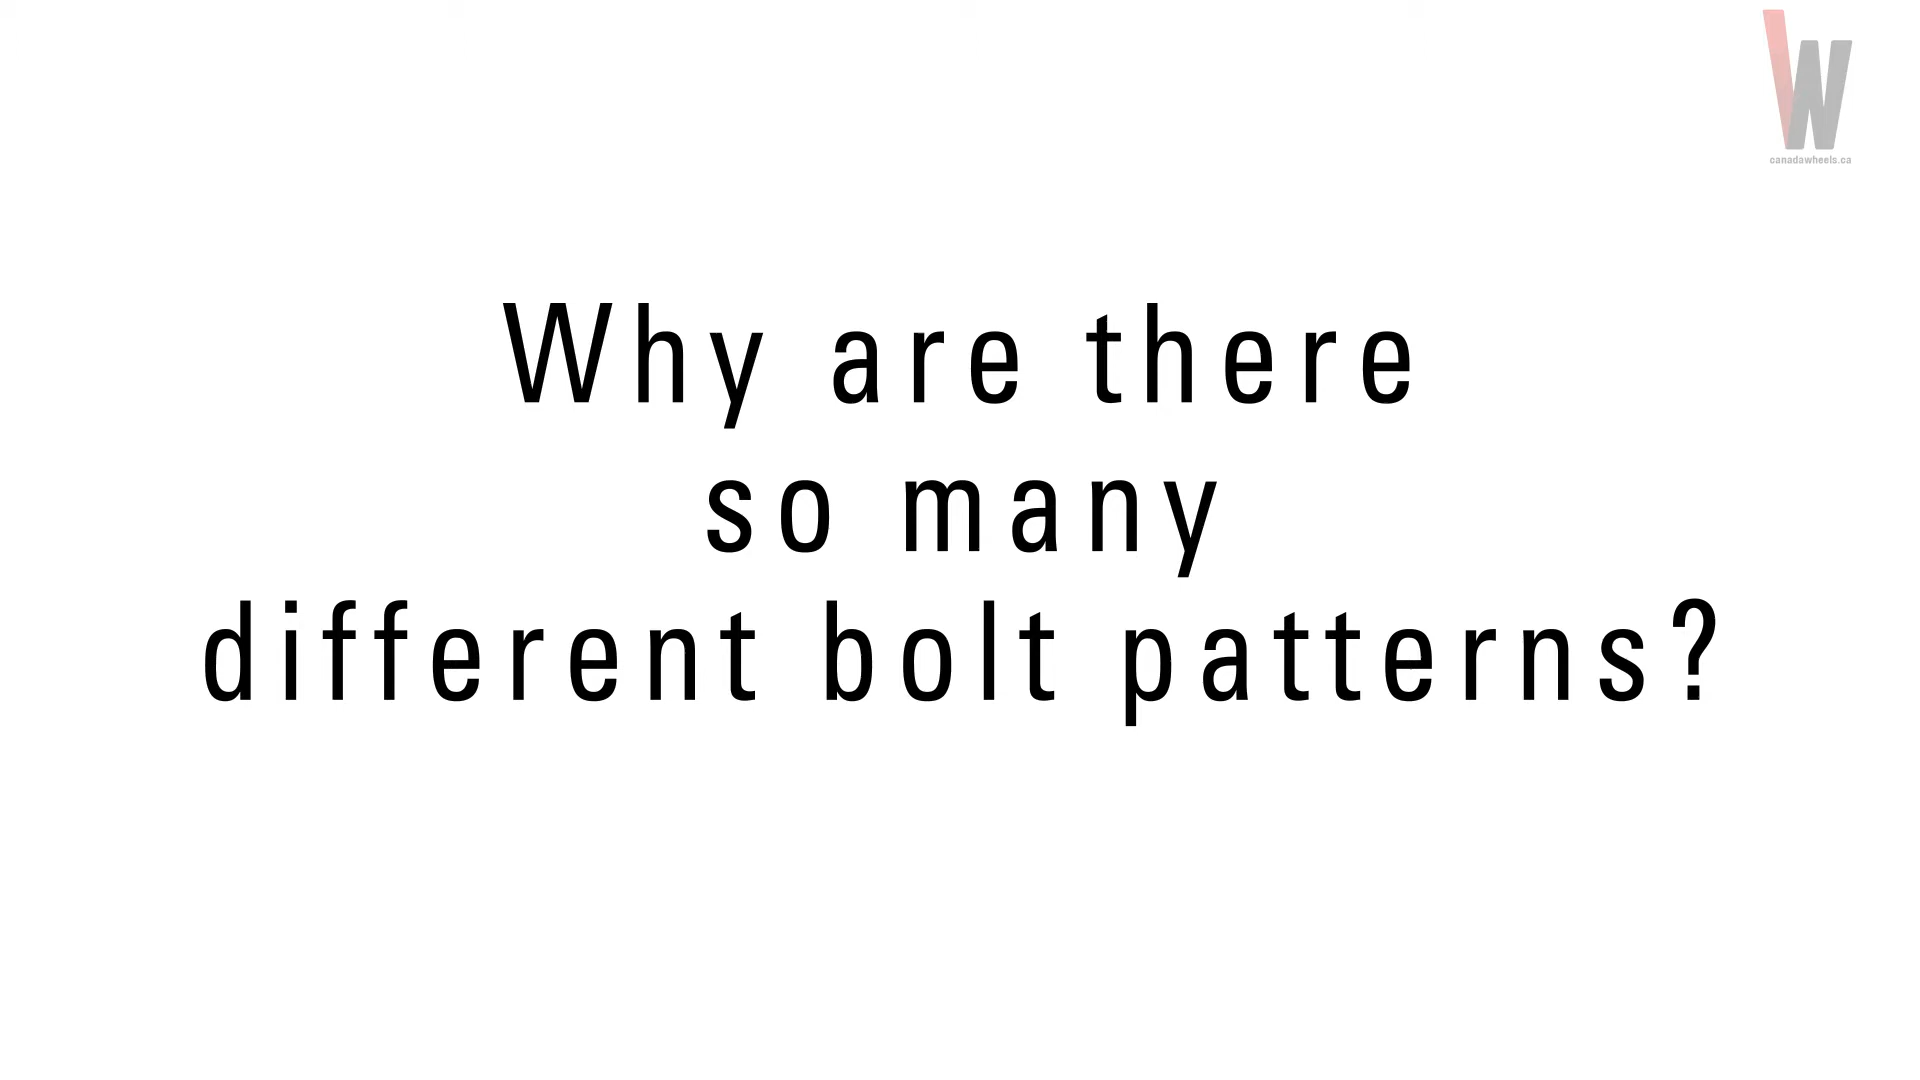 W
canadawheels.ca
Why are there
so many
different bolt patterns?